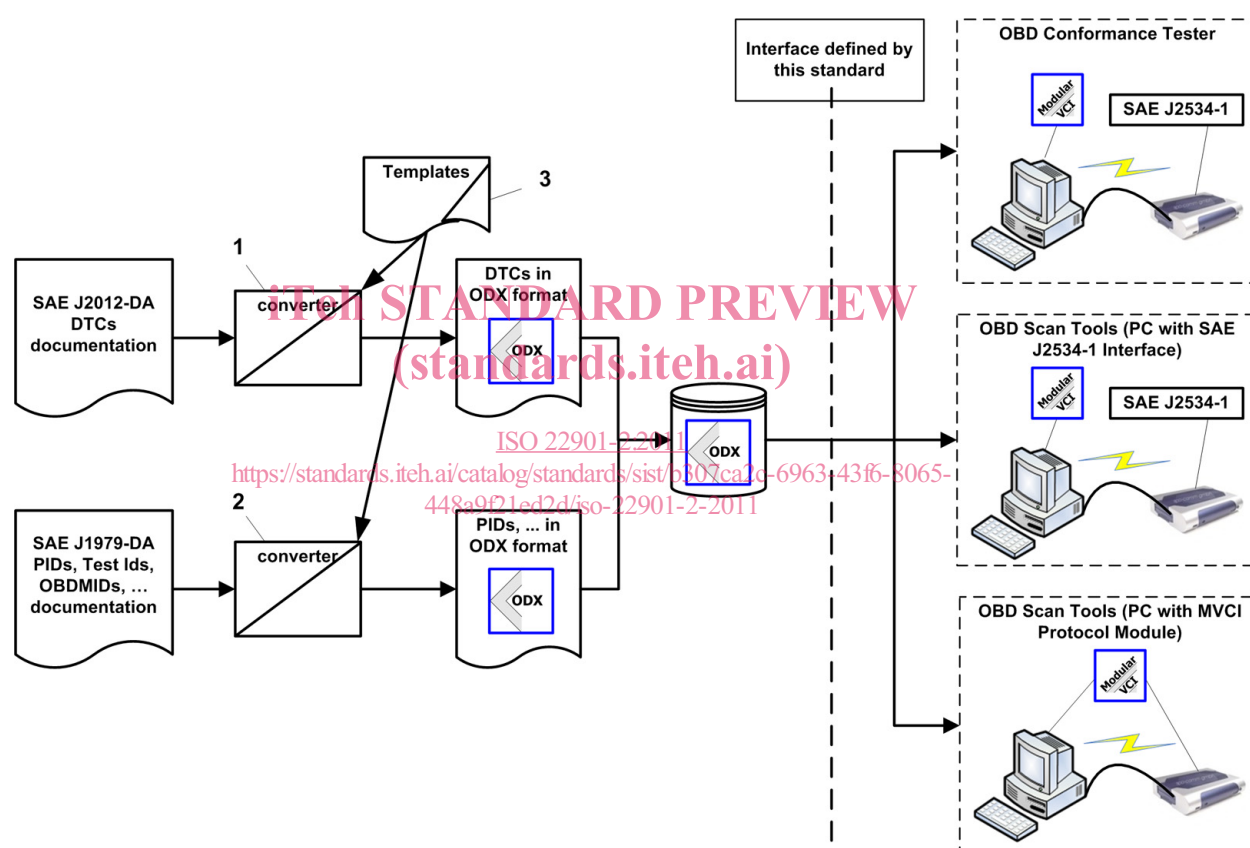 Interface defined by
this standard
OBD Conformance Tester
Modular
VCI
SAE J2534-1
Templates
3
1
SAE J2012-DA
DTCs
documentation
converter
DTCs in
ODX format
ODX
iTeh STANDARD PREVIEW
(standards.iteh.ai)
OBD Scan Tools (PC with SAE
J2534-1 Interface)
Modular
VCI
SAE J2534-1
ODX
ISO 22901-2:2011
https://standards.iteh.ai/catalog/standards/sist/b307ca2c-6963-43f6-8065-
448a9f21ed2d/iso-22901-2-2011
2
SAE J1979-DA
PIDs, Test Ids,
OBDMIDs, …
documentation
converter
PIDs, ... in
ODX format
ODX
OBD Scan Tools (PC with MVCI
Protocol Module)
Modular
VCI